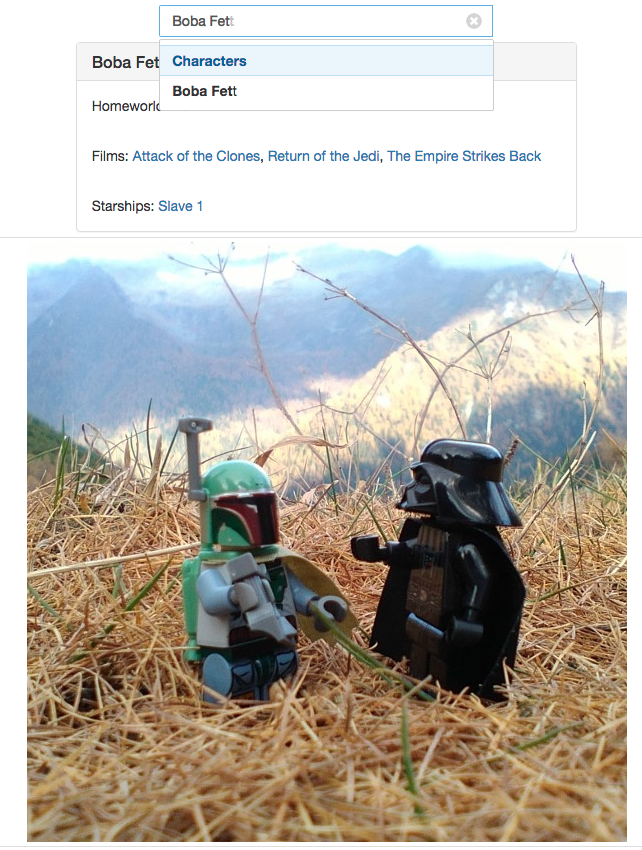 Boba Fett
Characters
Boba Fett
Boba Fet
Homeworld
Films: Attack of the Clones, Return of the Jedi, The Empire Strikes Back
Starships: Slave 1